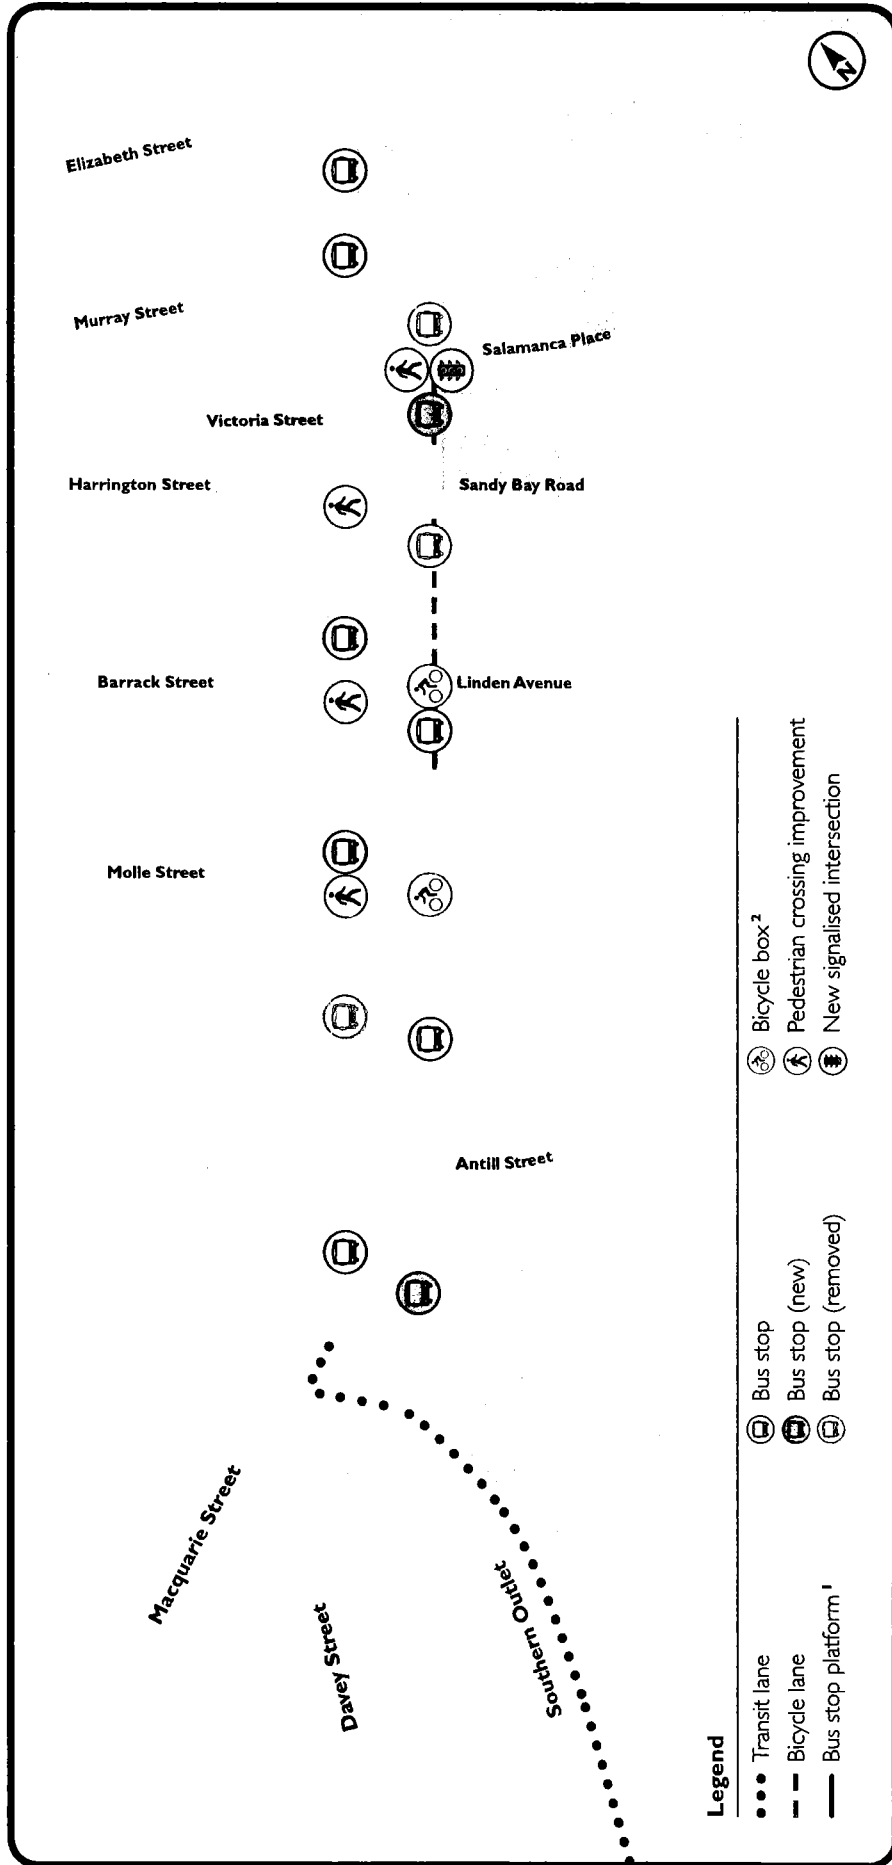 Elizabeth Street
Murray Street
Salamanca Place
Victoria Street
Harrington Street
Sandy Bay Road
Barrack Street
Linden Avenue
Molle Street
Antill Street
Macquarie Street
Davey Street
Southern Outlet
N
Legend
Transit lane
Bicycle lane
Bus stop platform¹
Bus stop
Bus stop (new)
Bus stop (removed)
Bicycle box²
Pedestrian crossing improvement
New signalised intersection